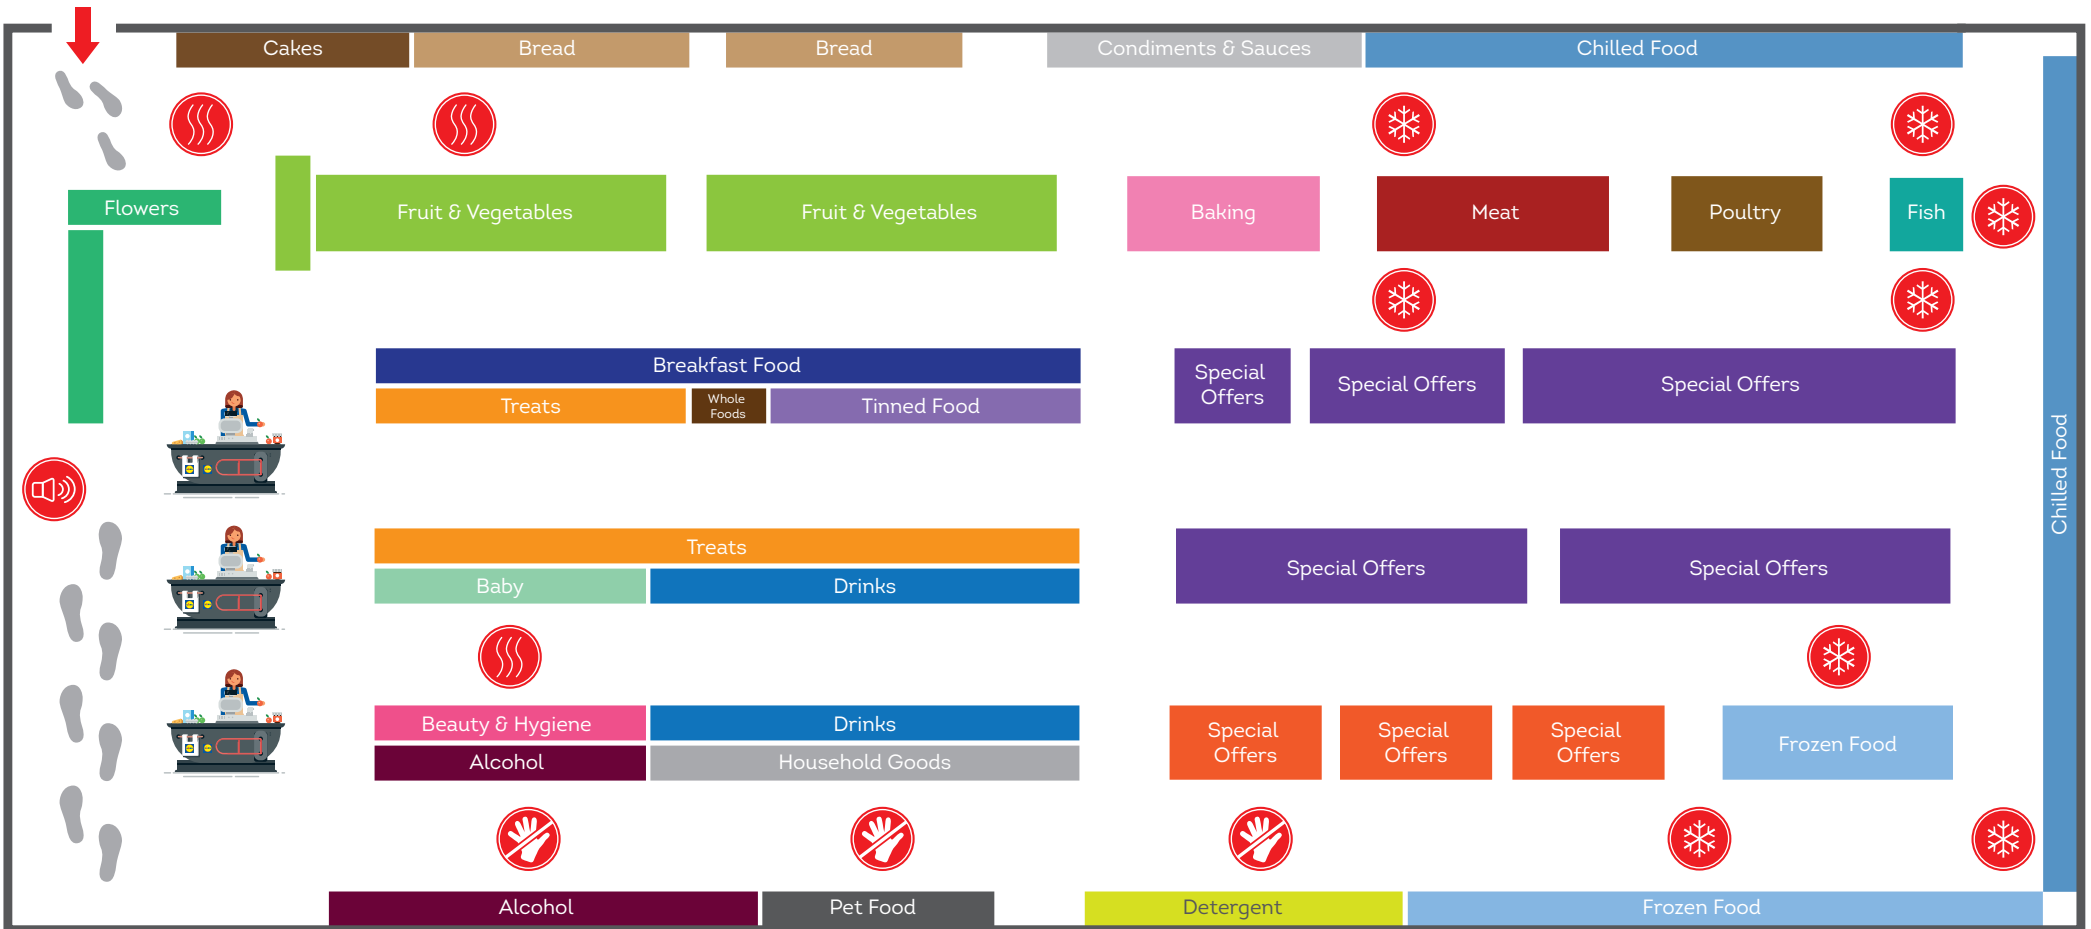 Cakes
Bread
Bread
Condiments & Sauces
Chilled Food
Flowers
Fruit & Vegetables
Fruit & Vegetables
Baking
Meat
Poultry
Fish
Breakfast Food
Treats
Whole
Foods
Tinned Food
Special
Offers
Special Offers
Special Offers
Chilled Food
Treats
Baby
Drinks
Special Offers
Special Offers
Beauty & Hygiene
Drinks
Alcohol
Household Goods
Special
Offers
Special
Offers
Special
Offers
Frozen Food
Alcohol
Pet Food
Detergent
Frozen Food